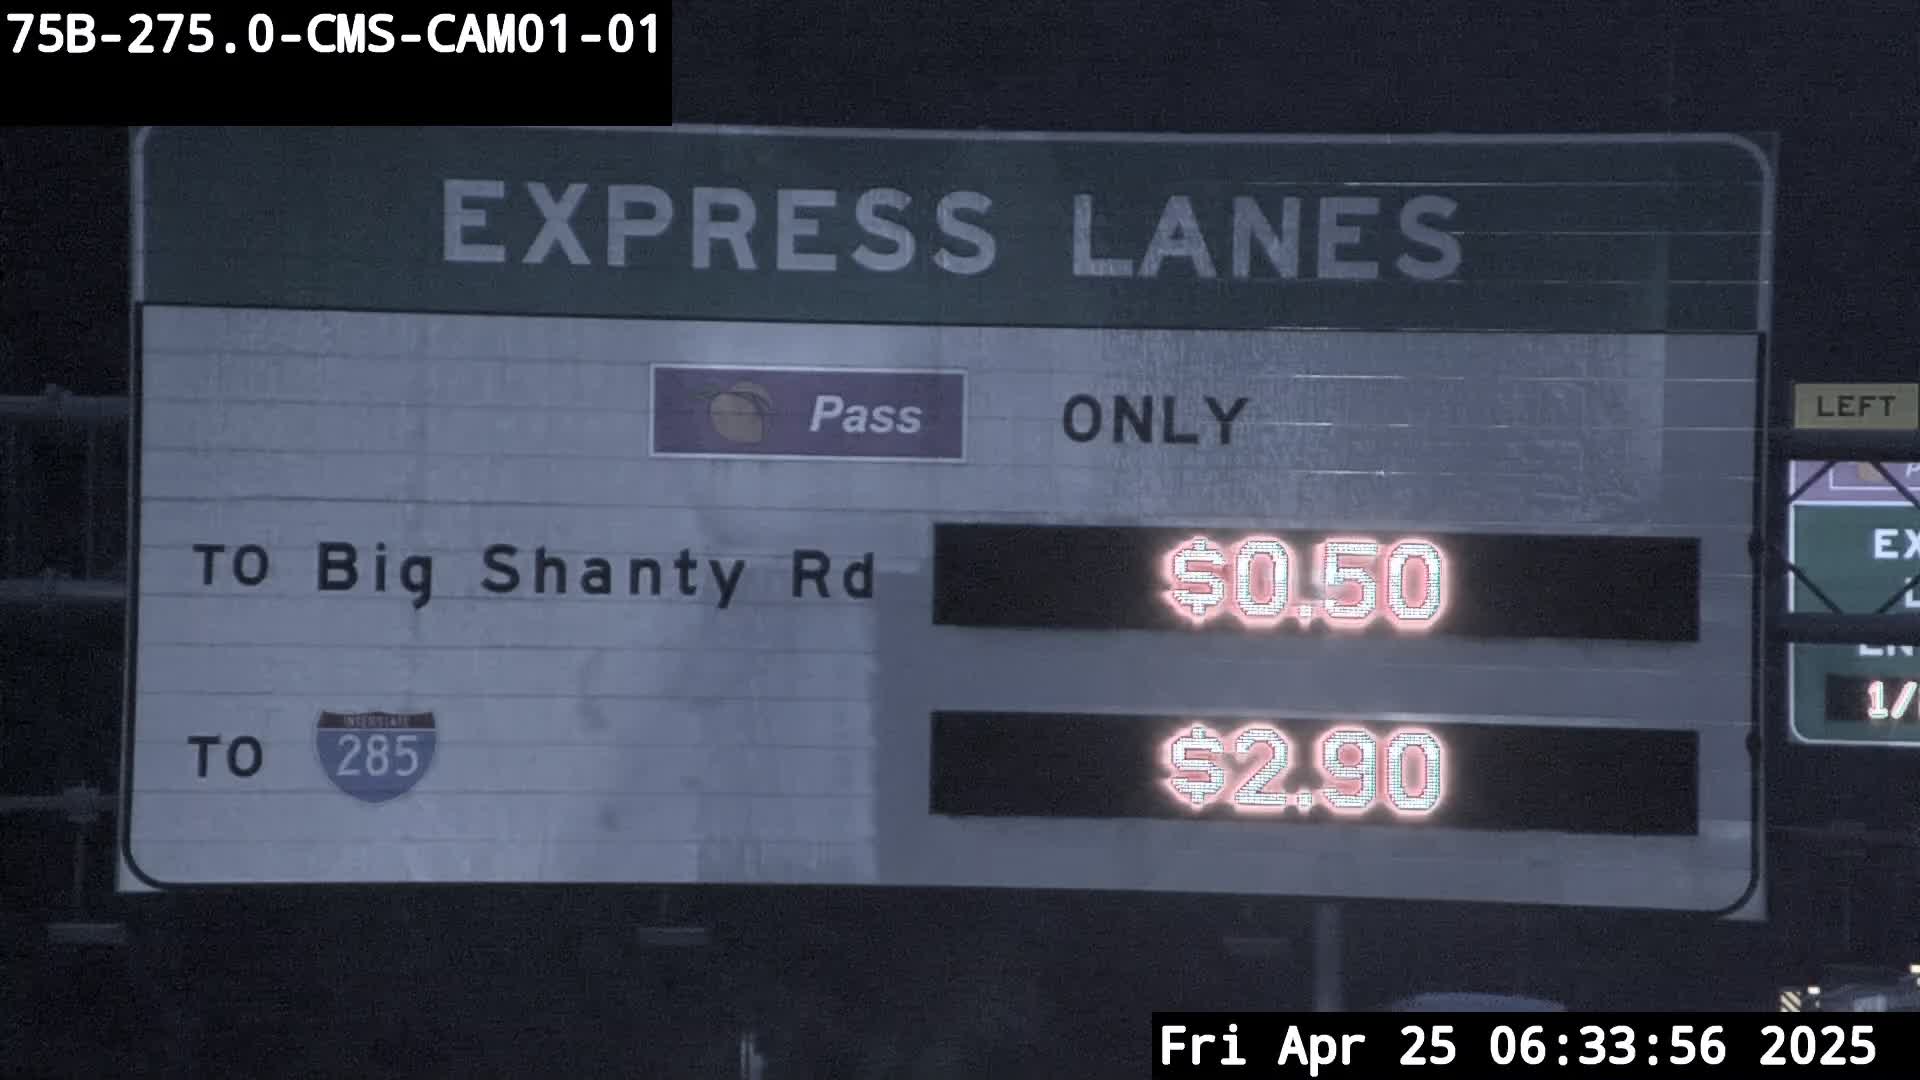 75B-275.0-CMS-CAM01-01
EXPRESS LANES
Pass ONLY
LEFT
TO Big Shanty Rd $0.50
TO INTERSTATE 285 $2.90
1/
Fri Apr 25 06:33:56 2025